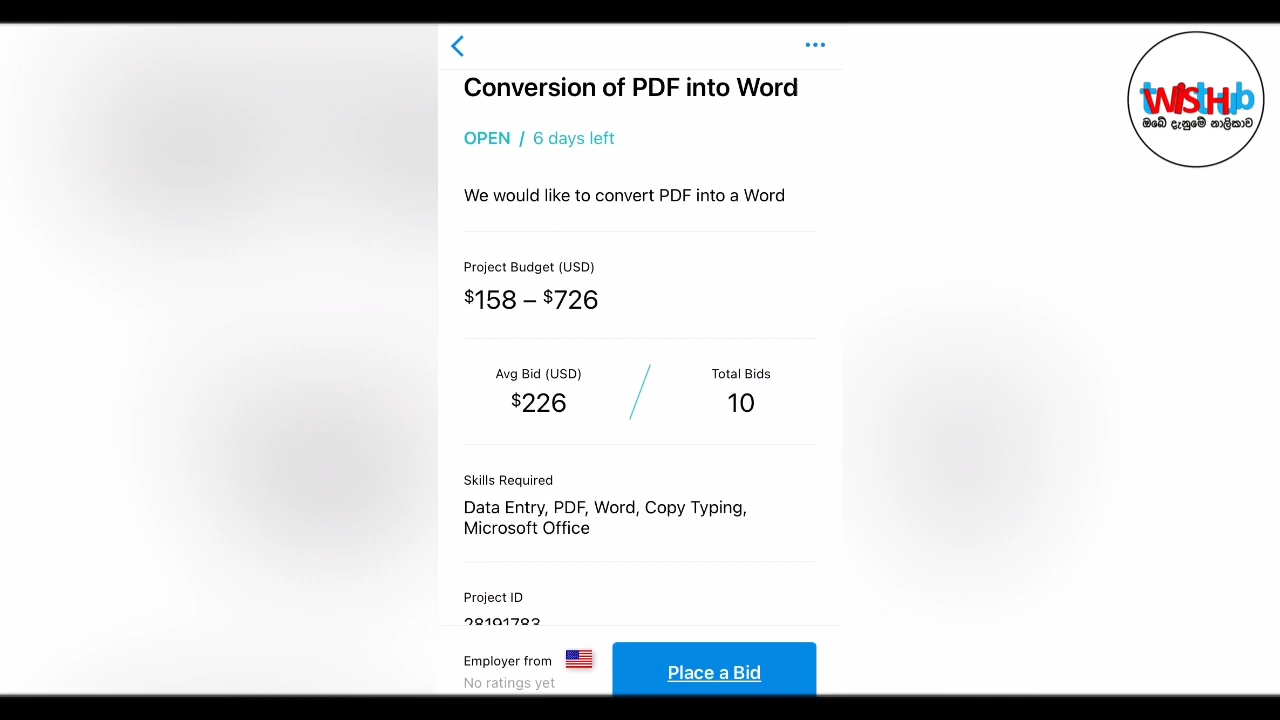 Conversion of PDF into Word
OPEN / 6 days left
We would like to convert PDF into a Word
Project Budget (USD)
$158 – $726
Avg Bid (USD)
$226
Total Bids
10
Skills Required
Data Entry, PDF, Word, Copy Typing,
Microsoft Office
Project ID
28191783
Employer from
No ratings yet
Place a Bid
ඔබේ දැනුමේ නාලිකාව